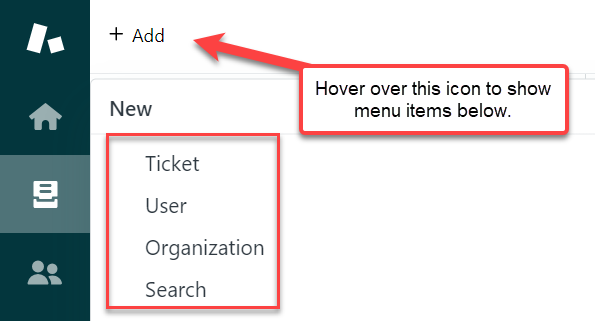 + Add
Hover over this icon to show
menu items below.
New
Ticket
User
Organization
Search